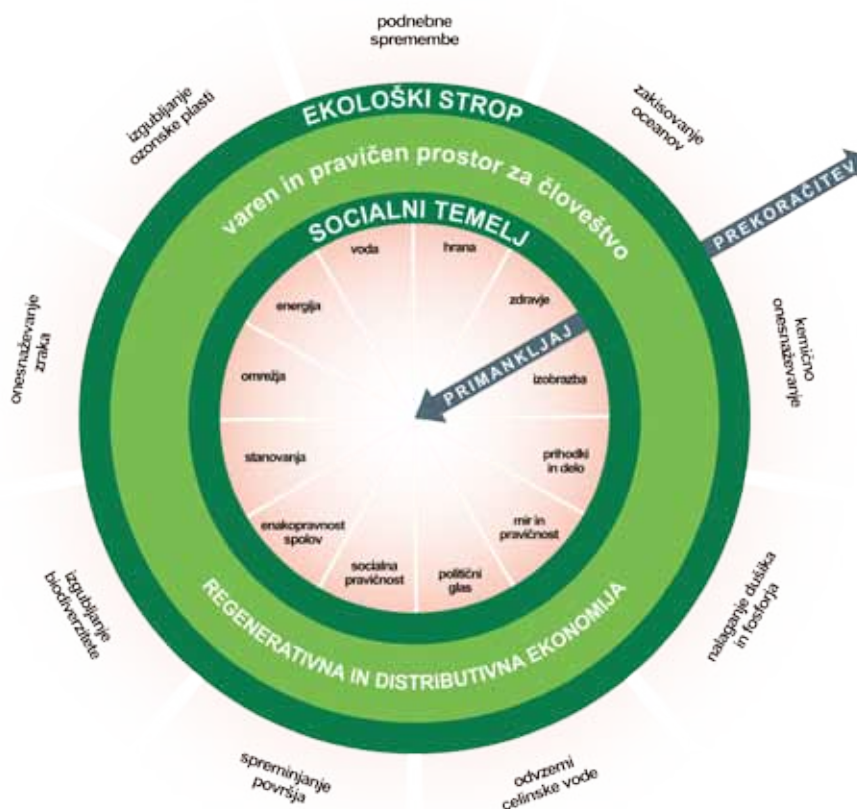 podnebne
spremembe
zakisovanje
oceanov
kemično
onesnaževanje
nalaganje dušika
in fosforja
odvzemi
celinske vode
spreminjanje
površja
izgubljanje
biodiverzitete
onesnaževanje
zraka
izgubljanje
ozonske plasti
EKOLOŠKI STROP
varen in pravičen prostor za človeštvo
SOCIALNI TEMELJ
PREKORAČITEV
PRIMANKLJAJ
voda
hrana
zdravje
izobrazba
prihodki
in delo
mir in
pravičnost
politični
glas
socialna
pravičnost
enakopravnost
spolov
stanovanja
omrežja
energija
REGENERATIVNA IN DISTRIBUTIVNA EKONOMIJA